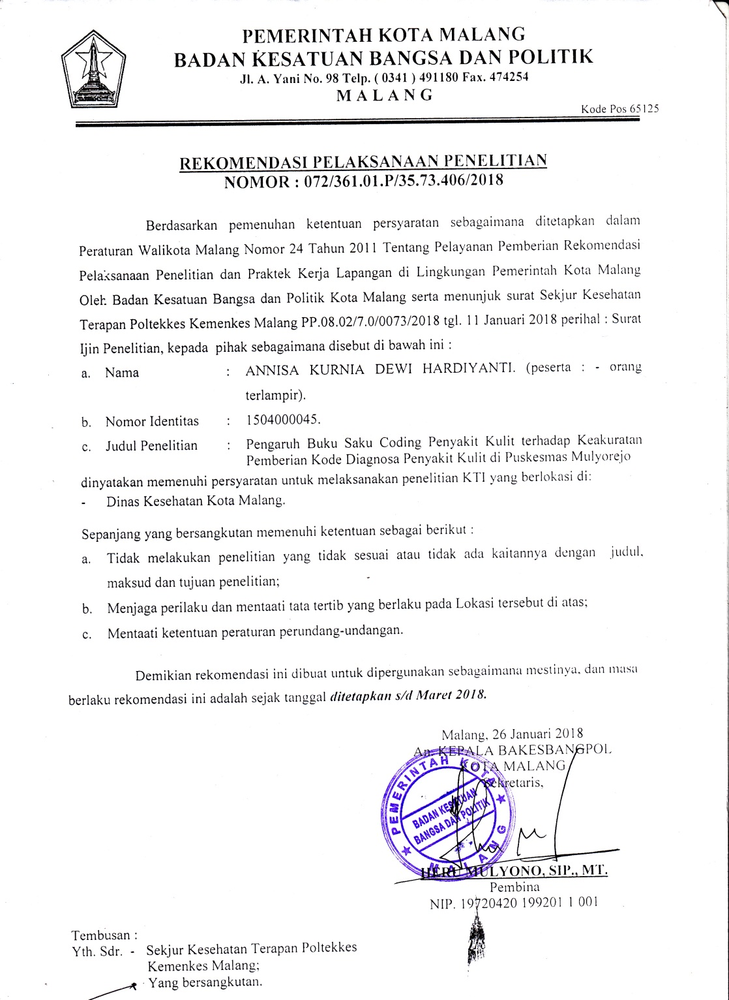 PEMERINTAH KOTA MALANG
BADAN KESATUAN BANGSA DAN POLITIK
Jl. A. Yani No. 98 Telp. ( 0341 ) 491180 Fax. 474254
M A L A N G
Kode Pos 65125
REKOMENDASI PELAKSANAAN PENELITIAN
NOMOR : 072/361.01.P/35.73.406/2018
Berdasarkan pemenuhan ketentuan persyaratan sebagaimana ditetapkan dalam
Peraturan Walikota Malang Nomor 24 Tahun 2011 Tentang Pelayanan Pemberian Rekomendasi
Pelaksanaan Penelitian dan Praktek Kerja Lapangan di Lingkungan Pemerintah Kota Malang
Oleh Badan Kesatuan Bangsa dan Politik Kota Malang serta menunjuk surat Sekjur Kesehatan
Terapan Poltekkes Kemenkes Malang PP.08.02/7.0/0073/2018 tgl. 11 Januari 2018 perihal : Surat
Ijin Penelitian, kepada pihak sebagaimana disebut di bawah ini :
a. Nama : ANNISA KURNIA DEWI HARDIYANTI. (peserta : - orang
terlampir).
b. Nomor Identitas : 1504000045.
c. Judul Penelitian : Pengaruh Buku Saku Coding Penyakit Kulit terhadap Keakuratan
Pemberian Kode Diagnosa Penyakit Kulit di Puskesmas Mulyorejo
dinyatakan memenuhi persyaratan untuk melaksanakan penelitian KTI yang berlokasi di:
- Dinas Kesehatan Kota Malang.
Sepanjang yang bersangkutan memenuhi ketentuan sebagai berikut :
a. Tidak melakukan penelitian yang tidak sesuai atau tidak ada kaitannya dengan judul,
maksud dan tujuan penelitian;
b. Menjaga perilaku dan mentaati tata tertib yang berlaku pada Lokasi tersebut di atas;
c. Mentaati ketentuan peraturan perundang-undangan.
Demikian rekomendasi ini dibuat untuk dipergunakan sebagaimana mestinya, dan masa
berlaku rekomendasi ini adalah sejak tanggal ditetapkan s/d Maret 2018.
Malang, 26 Januari 2018
An. KEPALA BAKESBANGPOL
KOTA MALANG
Sekretaris,
PEMERINTAH KOTA
BADAN KESATUAN
BANGSA DAN POLITIK
MALANG
HERU MULYONO, SIP., MT.
Pembina
NIP. 19720420 199201 1 001
Tembusan :
Yth. Sdr. - Sekjur Kesehatan Terapan Poltekkes
Kemenkes Malang;
- Yang bersangkutan.